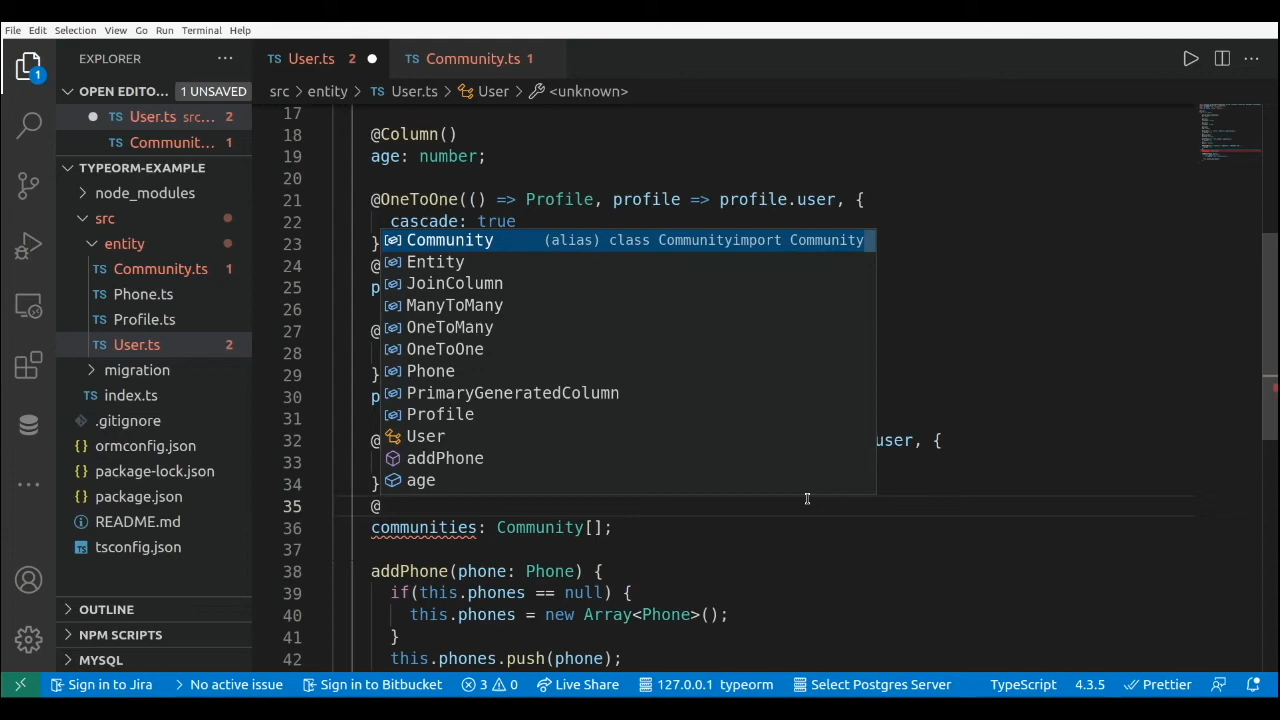 File Edit Selection View Go Run Terminal Help
EXPLORER
OPEN EDITO... 1 UNSAVED
User.ts src... 2
Communit... 1
TYPEORM-EXAMPLE
node_modules
src
entity
Community.ts 1
Phone.ts
Profile.ts
User.ts 2
migration
index.ts
.gitignore
ormconfig.json
package-lock.json
package.json
README.md
tsconfig.json
OUTLINE
NPM SCRIPTS
MYSQL
1
TS User.ts 2 TS Community.ts 1
src > entity > TS User.ts > User > <unknown>
17
18 @Column()
19 age: number;
20
21 @OneToOne(() => Profile, profile => profile.user, {
22 cascade: true
23 }
24 @
25 p
26
27 @
28
29 }
30 p
31
32 @ user, {
33
34 }
35 @
36 communities: Community[];
37
38 addPhone(phone: Phone) {
39 if(this.phones == null) {
40 this.phones = new Array<Phone>();
41 }
42 this.phones.push(phone);
Community (alias) class Communityimport Community
Entity
JoinColumn
ManyToMany
OneToMany
OneToOne
Phone
PrimaryGeneratedColumn
Profile
User
addPhone
age
Sign in to Jira No active issue Sign in to Bitbucket 3 0 Live Share 127.0.0.1 typeorm Select Postgres Server TypeScript 4.3.5 Prettier